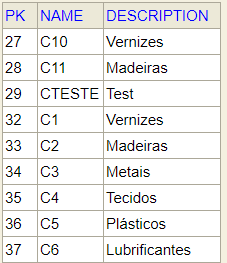 PK NAME DESCRIPTION
27 C10 Vernizes
28 C11 Madeiras
29 CTESTE Test
32 C1 Vernizes
33 C2 Madeiras
34 C3 Metais
35 C4 Tecidos
36 C5 Plásticos
37 C6 Lubrificantes